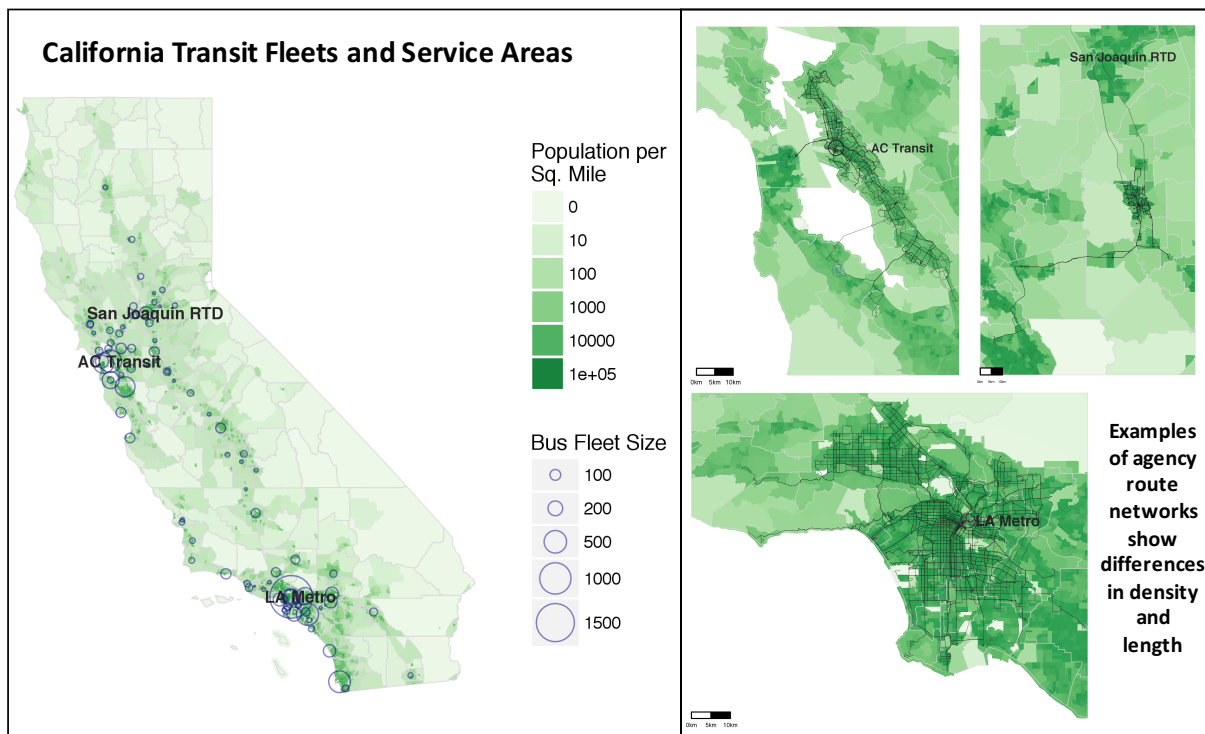 California Transit Fleets and Service Areas
Population per
Sq. Mile
0
10
100
1000
10000
1e+05
Bus Fleet Size
100
200
500
1000
1500
San Joaquin RTD
AC Transit
LA Metro
AC Transit
0km 5km 10km
San Joaquin RTD
LA Metro
0km 5km 10km
Examples
of agency
route
networks
show
differences
in density
and
length